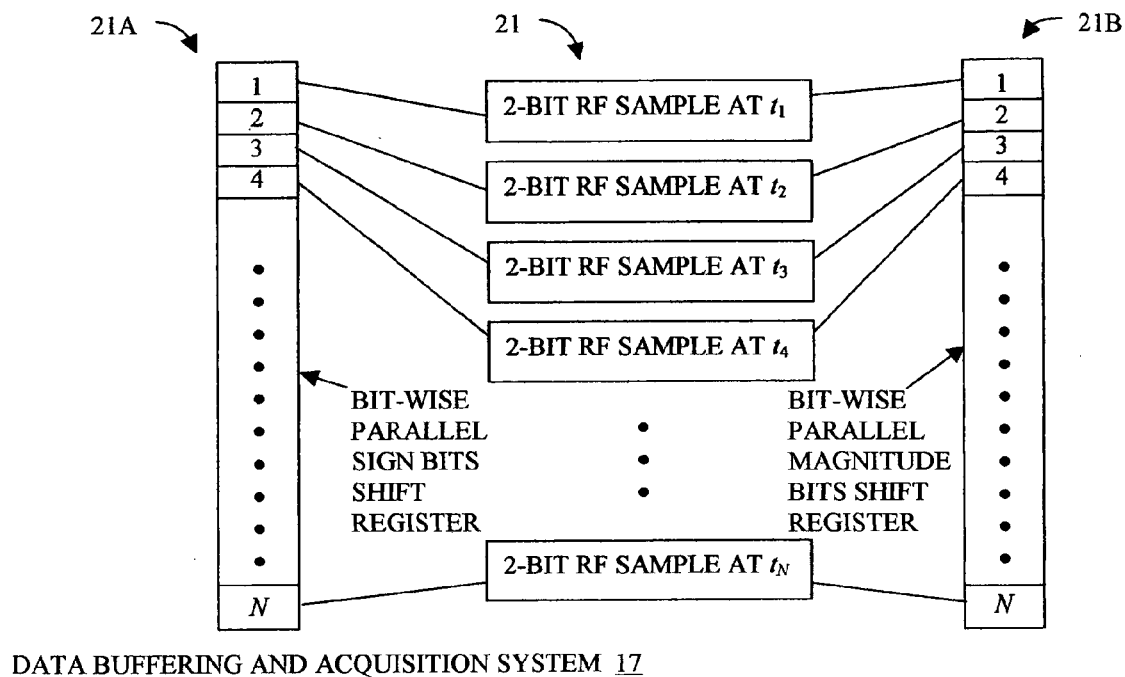 21A
21
21B
1
2
3
4
N
2-BIT RF SAMPLE AT t1
2-BIT RF SAMPLE AT t2
2-BIT RF SAMPLE AT t3
2-BIT RF SAMPLE AT t4
2-BIT RF SAMPLE AT tN
1
2
3
4
N
BIT-WISE
PARALLEL
SIGN BITS
SHIFT
REGISTER
BIT-WISE
PARALLEL
MAGNITUDE
BITS SHIFT
REGISTER
DATA BUFFERING AND ACQUISITION SYSTEM 17